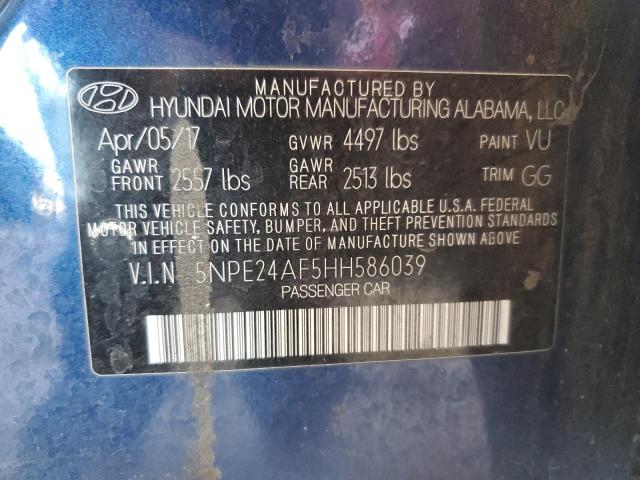 MANUFACTURED BY
HYUNDAI MOTOR MANUFACTURING ALABAMA, LLC
Apr/05/17 GVWR 4497 lbs PAINT VU
GAWR FRONT 2557 lbs GAWR REAR 2513 lbs TRIM GG
THIS VEHICLE CONFORMS TO ALL APPLICABLE U.S.A. FEDERAL
MOTOR VEHICLE SAFETY, BUMPER, AND THEFT PREVENTION STANDARDS
IN EFFECT ON THE DATE OF MANUFACTURE SHOWN ABOVE.
V.I.N 5NPE24AF5HH586039
PASSENGER CAR